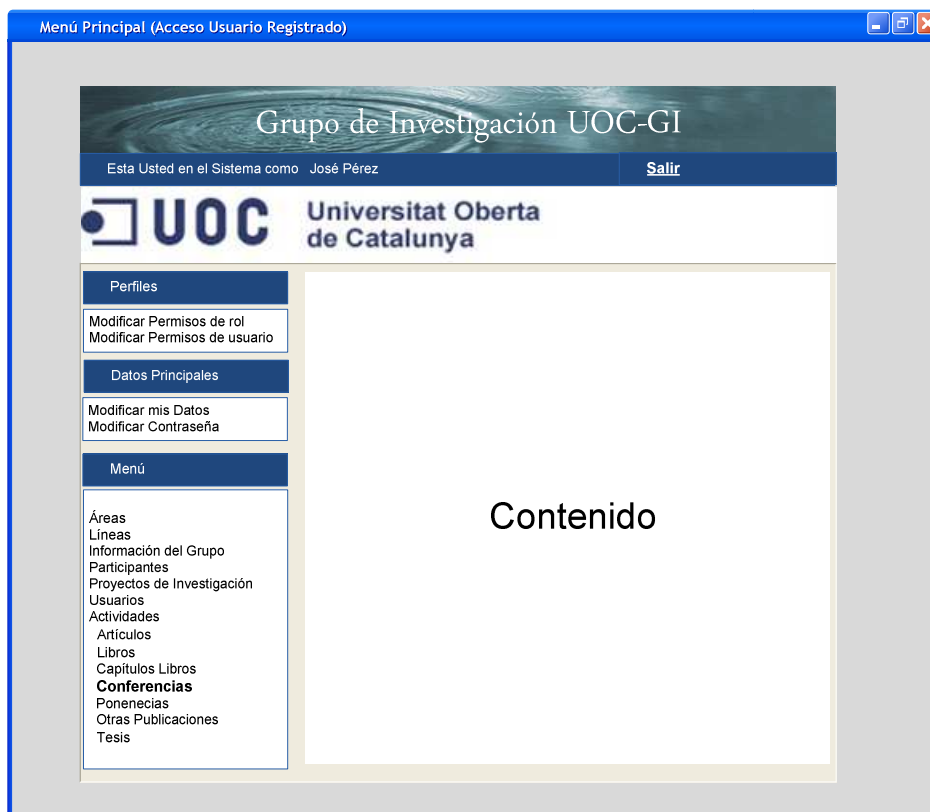 Menú Principal (Acceso Usuario Registrado)
Grupo de Investigación UOC-GI
Esta Usted en el Sistema como José Pérez Salir
UOC Universitat Oberta
de Catalunya
Perfiles
Modificar Permisos de rol
Modificar Permisos de usuario
Datos Principales
Modificar mis Datos
Modificar Contraseña
Menú
Áreas
Líneas
Información del Grupo
Participantes
Proyectos de Investigación
Usuarios
Actividades
Artículos
Libros
Capítulos Libros
Conferencias
Ponenecias
Otras Publicaciones
Tesis
Contenido